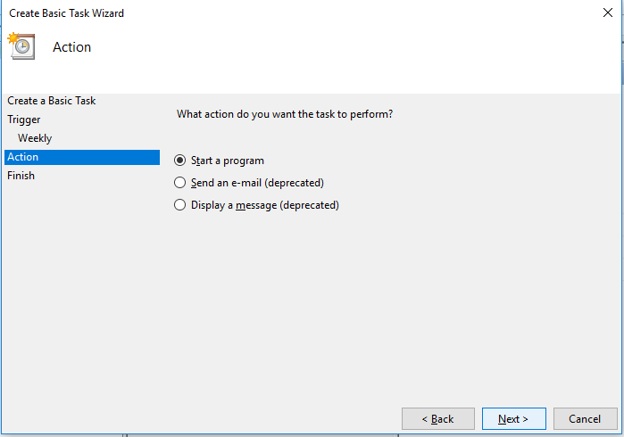 Create Basic Task Wizard
Action
Create a Basic Task
Trigger
Weekly
Action
Finish
What action do you want the task to perform?
Start a program
Send an e-mail (deprecated)
Display a message (deprecated)
< Back
Next >
Cancel